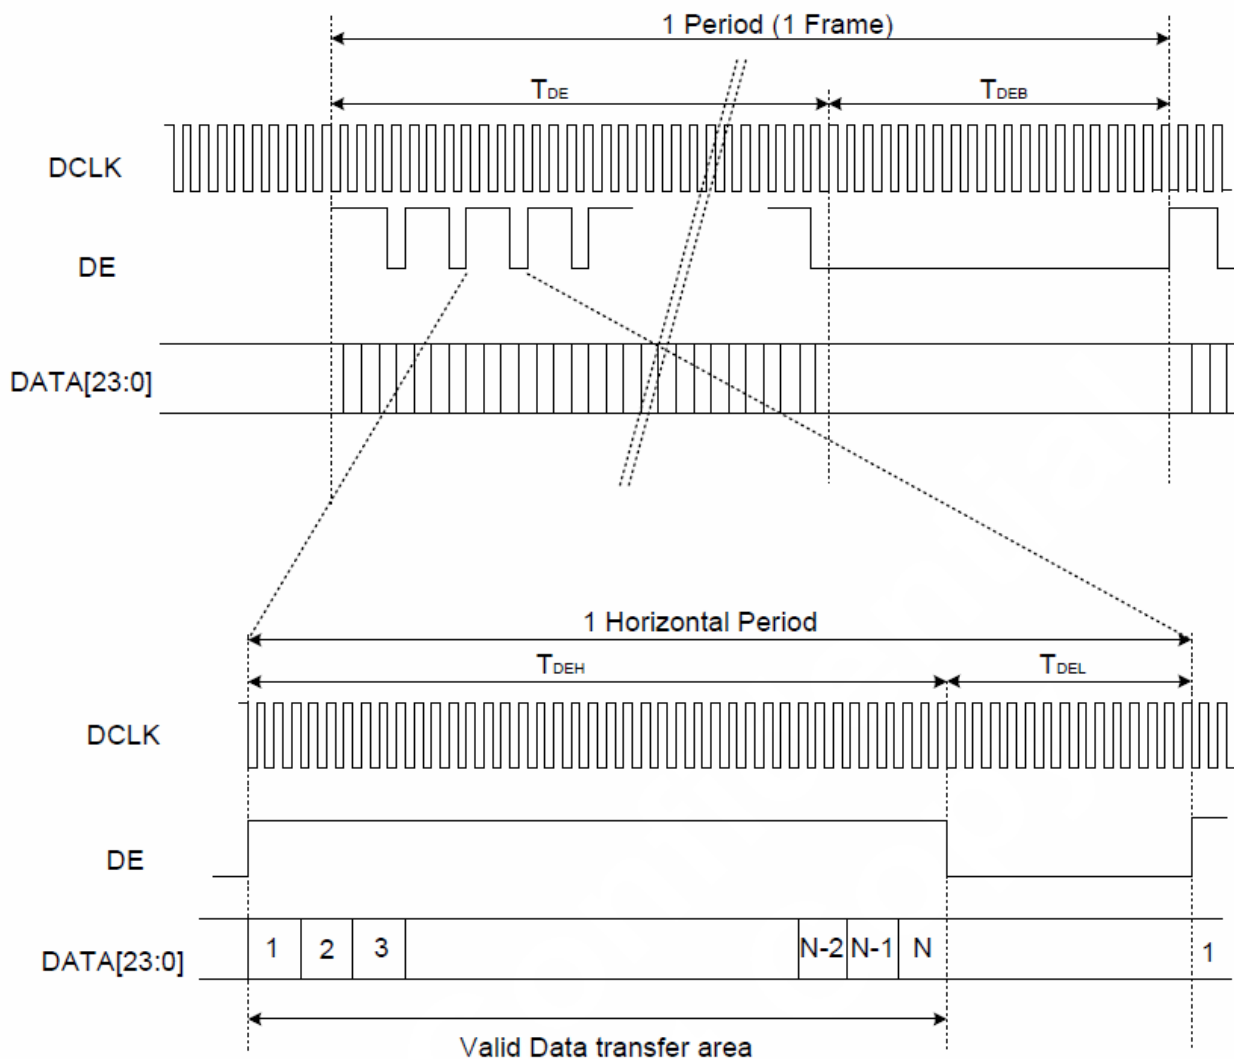 1 Period (1 Frame)
TDE
TDEB
DCLK
DE
DATA[23:0]
1 Horizontal Period
TDEH
TDEL
DCLK
DE
1 2 3 N-2 N-1 N 1
DATA[23:0]
Valid Data transfer area